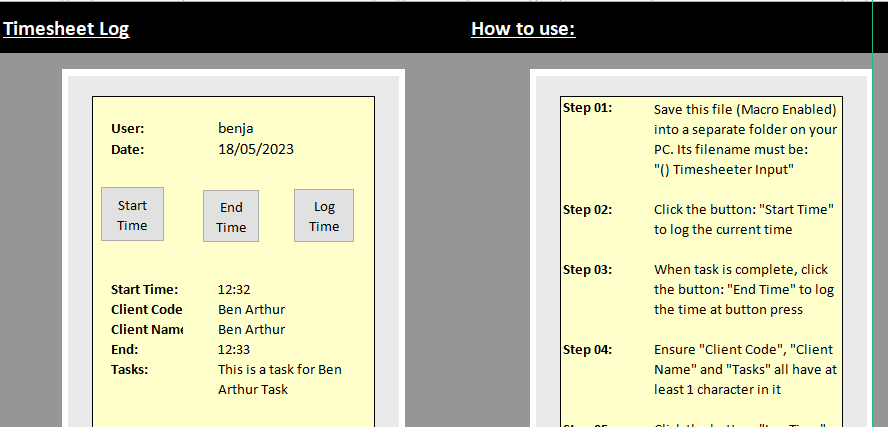 Timesheet Log
How to use:
User: benja
Date: 18/05/2023
Start
Time
End
Time
Log
Time
Start Time: 12:32
Client Code Ben Arthur
Client Name Ben Arthur
End: 12:33
Tasks: This is a task for Ben
Arthur Task
Step 01: Save this file (Macro Enabled)
into a separate folder on your
PC. Its filename must be:
"() Timesheeter Input"
Step 02: Click the button: "Start Time"
to log the current time
Step 03: When task is complete, click
the button: "End Time" to log
the time at button press
Step 04: Ensure "Client Code", "Client
Name" and "Tasks" all have at
least 1 character in it